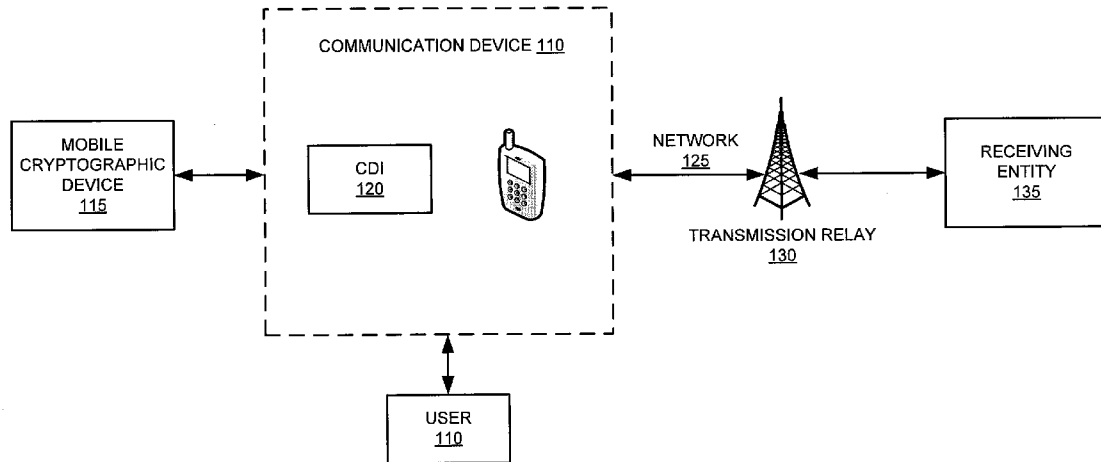 COMMUNICATION DEVICE 110
MOBILE
CRYPTOGRAPHIC
DEVICE
115
CDI
120
NETWORK
125
TRANSMISSION RELAY
130
RECEIVING
ENTITY
135
USER
110